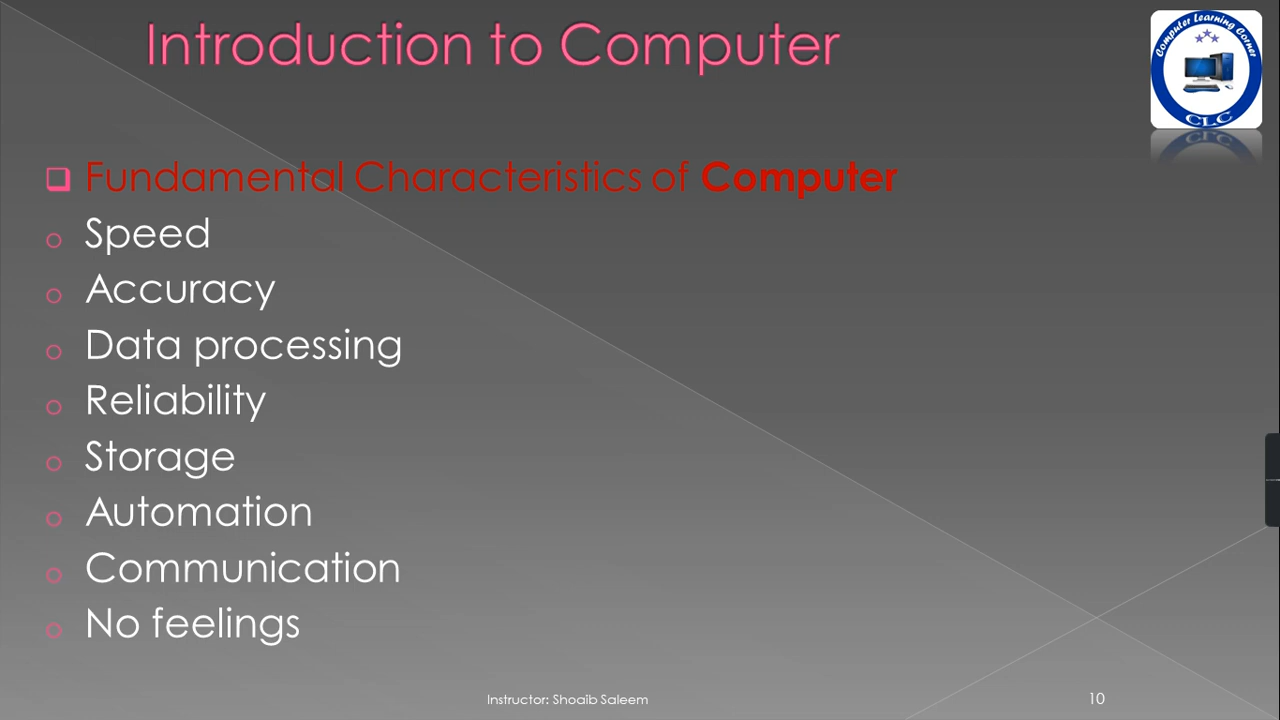 Introduction to Computer
Computer Learning Corner
CLC
Fundamental Characteristics of Computer
Speed
Accuracy
Data processing
Reliability
Storage
Automation
Communication
No feelings
Instructor: Shoaib Saleem
10